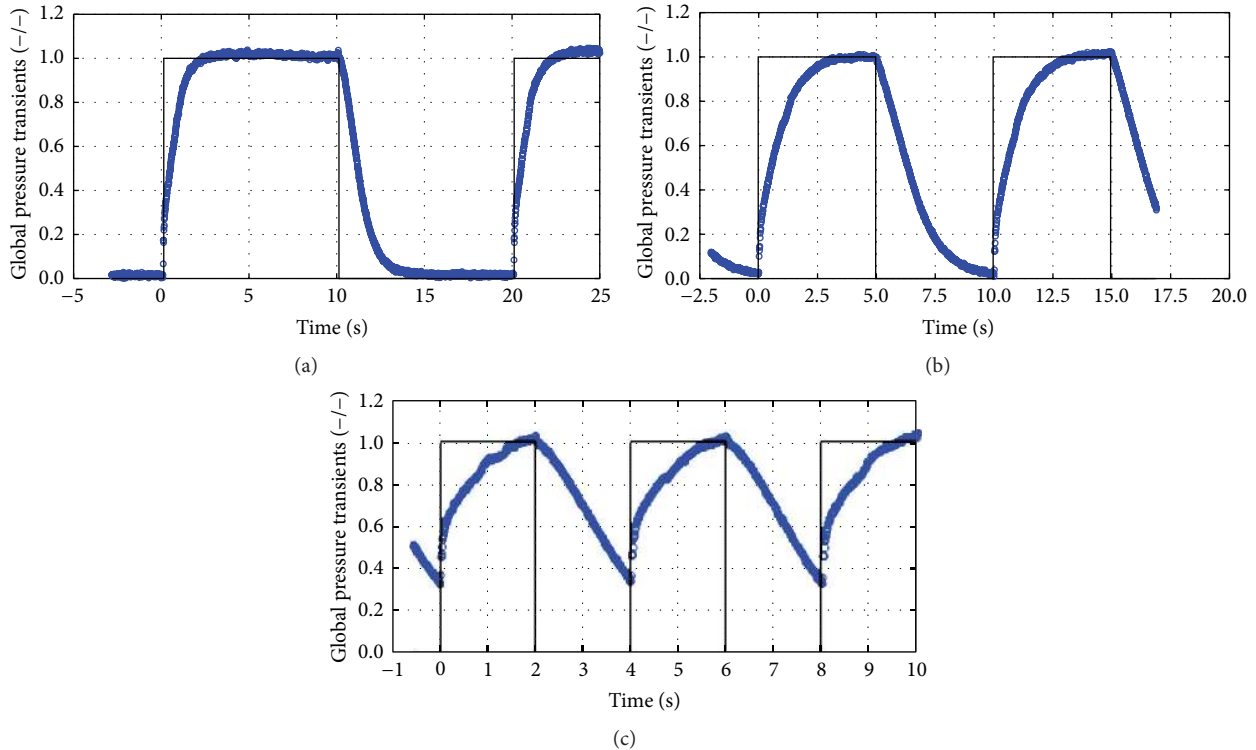 Global pressure transients (−/−)
1.2
1.0
0.8
0.6
0.4
0.2
0.0
−5 0 5 10 15 20 25
Time (s)
(a)
Global pressure transients (−/−)
1.2
1.0
0.8
0.6
0.4
0.2
0.0
−2.5 0.0 2.5 5.0 7.5 10.0 12.5 15.0 17.5 20.0
Time (s)
(b)
Global pressure transients (−/−)
1.2
1.0
0.8
0.6
0.4
0.2
0.0
−1 0 1 2 3 4 5 6 7 8 9 10
Time (s)
(c)